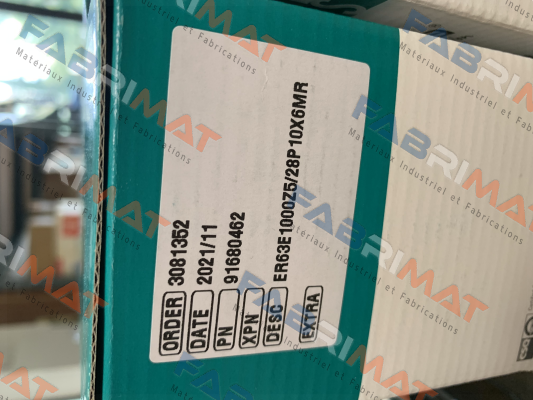 ORDER 3081352
DATE 2021/11
PN 91680462
XPN
DESC ER63E1000Z5/28P10X6MR
EXTRA
FABRIMAT
Materiaux Industriel et Fabrications